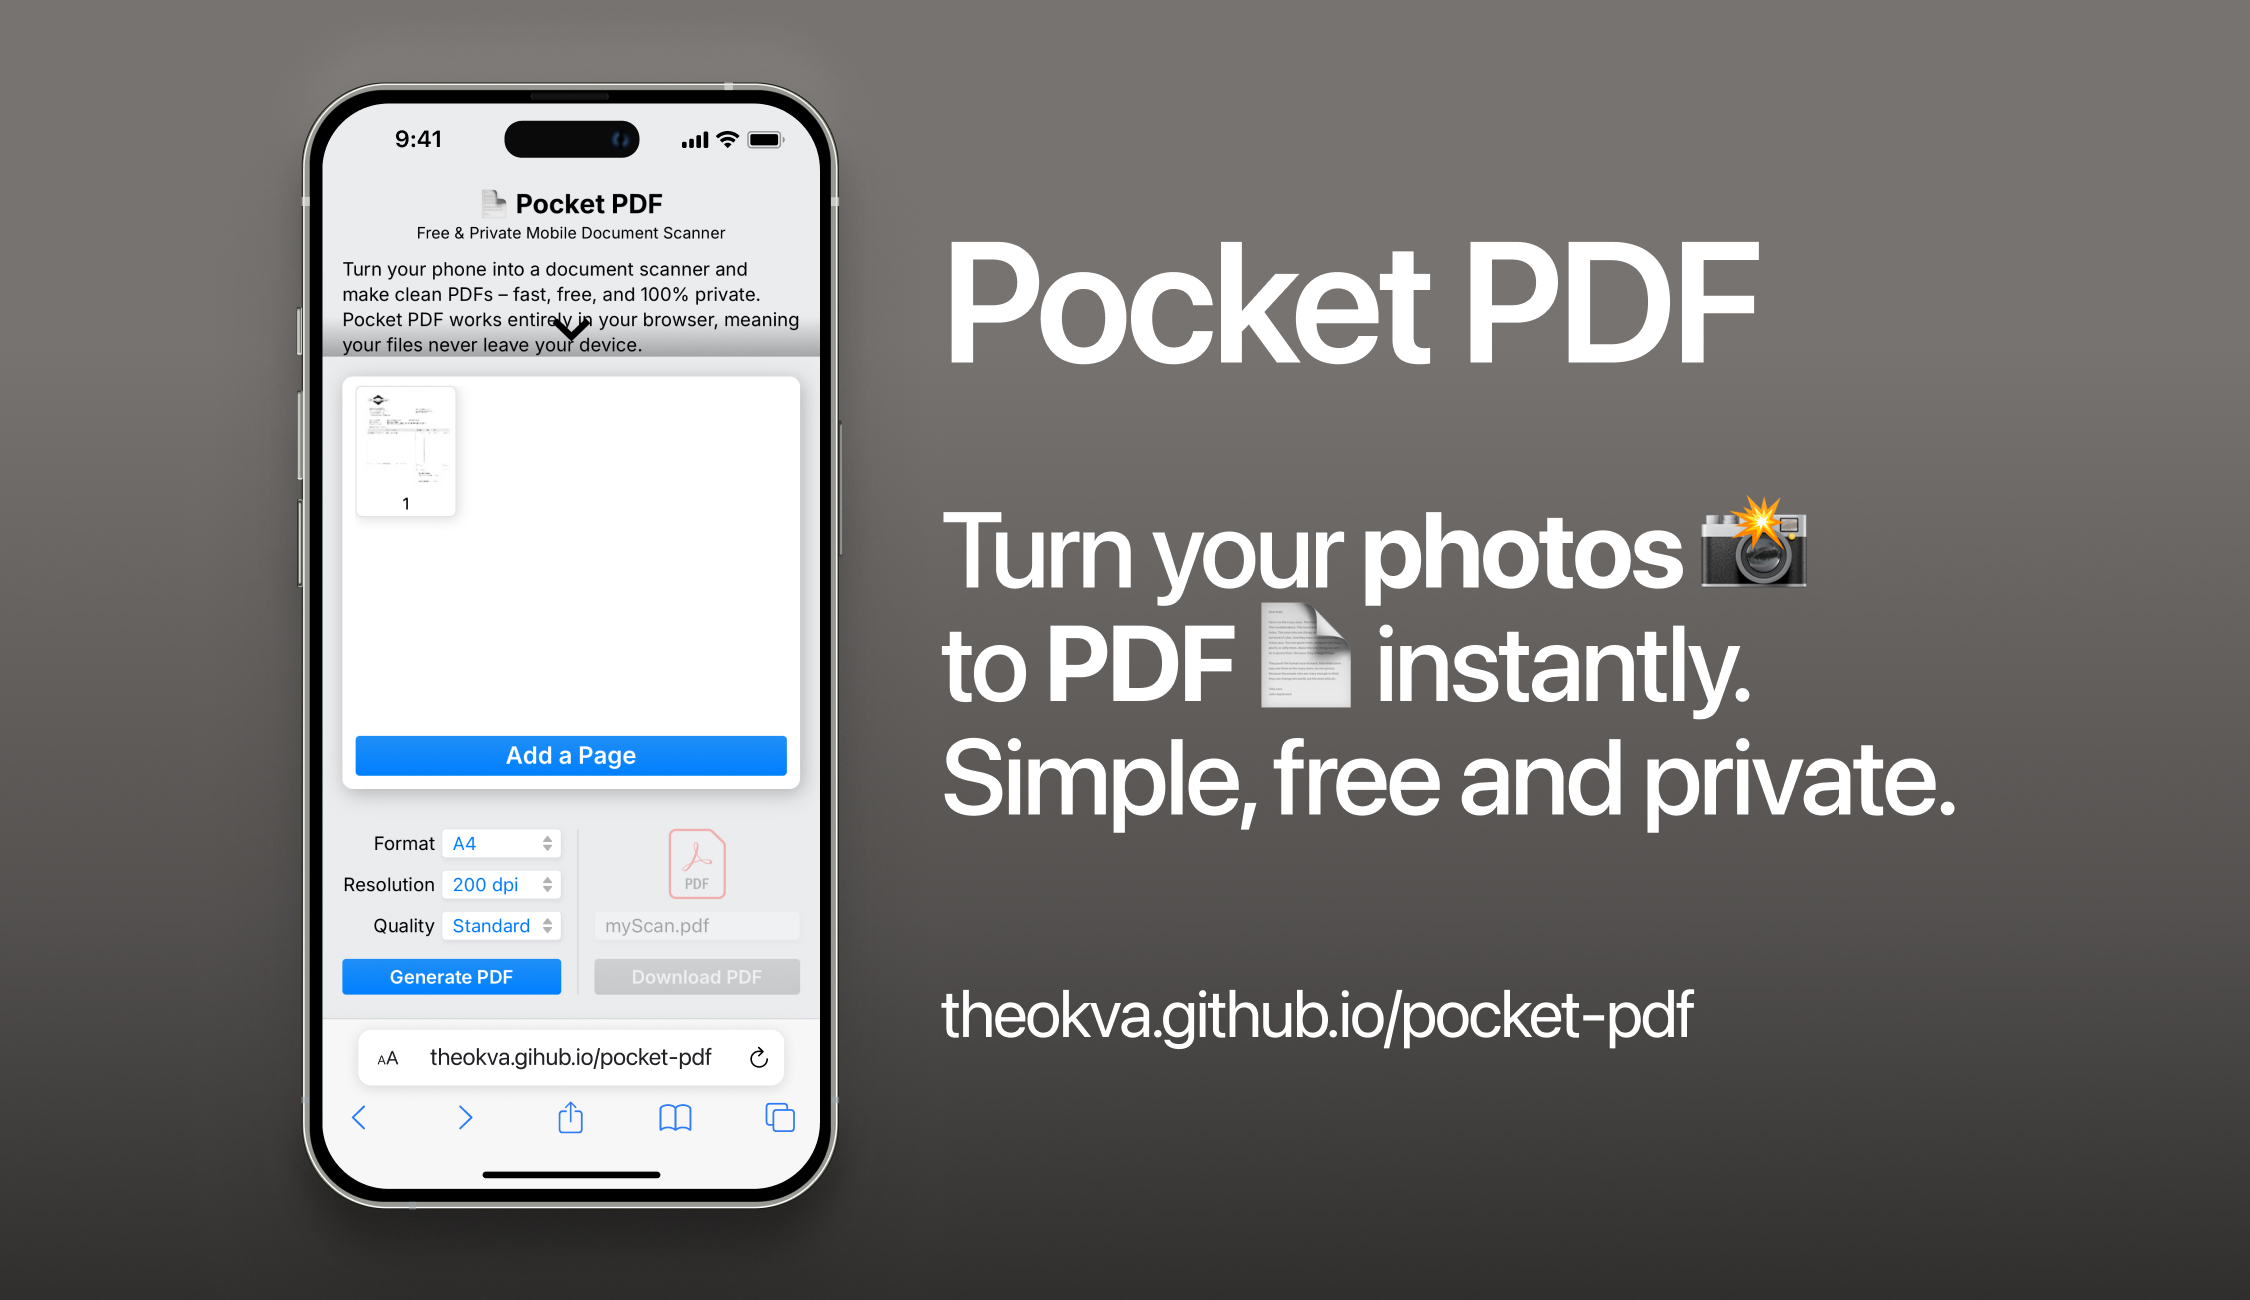 9:41
Pocket PDF
Free & Private Mobile Document Scanner
Turn your phone into a document scanner and
make clean PDFs – fast, free, and 100% private.
Pocket PDF works entirely in your browser, meaning
your files never leave your device.
1
Add a Page
Format A4
Resolution 200 dpi
Quality Standard
Generate PDF
PDF
myScan.pdf
Download PDF
AA theokva.gihub.io/pocket-pdf
Pocket PDF
Turn your photos
to PDF instantly.
Simple, free and private.
theokva.github.io/pocket-pdf